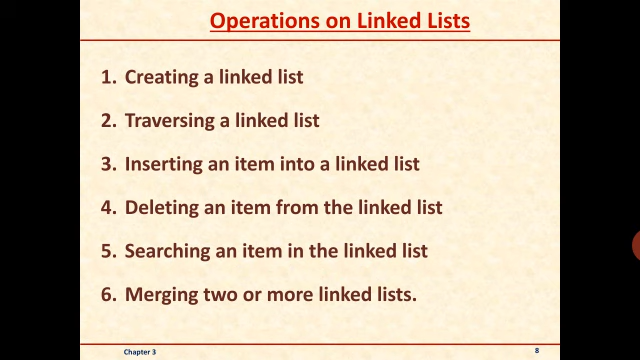 Operations on Linked Lists
1. Creating a linked list
2. Traversing a linked list
3. Inserting an item into a linked list
4. Deleting an item from the linked list
5. Searching an item in the linked list
6. Merging two or more linked lists.
Chapter 3
8